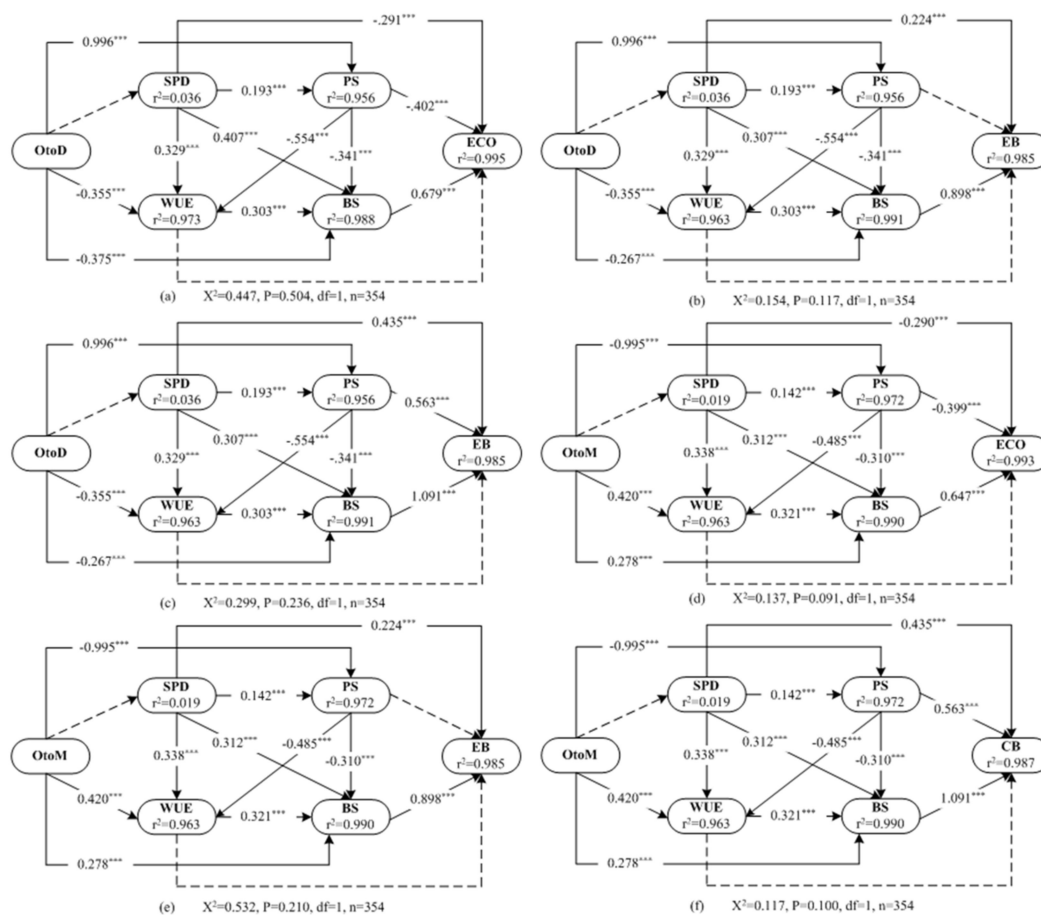 -.291***
0.996***
SPD
r²=0.036
0.193***
PS
r²=0.956
-.402***
0.407***
-.554***
OtoD
0.329***
-.341***
ECO
r²=0.995
-0.355***
WUE
r²=0.973
0.303***
BS
r²=0.988
0.679***
-0.375***
(a) X²=0.447, P=0.504, df=1, n=354
0.224***
0.996***
SPD
r²=0.036
0.193***
PS
r²=0.956
0.307***
-.554***
OtoD
0.329***
-.341***
EB
r²=0.985
-0.355***
WUE
r²=0.963
0.303***
BS
r²=0.991
0.898***
-0.267***
(b) X²=0.154, P=0.117, df=1, n=354
0.435***
0.996***
SPD
r²=0.036
0.193***
PS
r²=0.956
0.563***
0.307***
-.554***
OtoD
0.329***
-.341***
EB
r²=0.985
-0.355***
WUE
r²=0.963
0.303***
BS
r²=0.991
1.091***
-0.267***
(c) X²=0.299, P=0.236, df=1, n=354
-0.290***
-0.995***
SPD
r²=0.019
0.142***
PS
r²=0.972
-0.399***
0.312***
-0.485***
OtoM
0.338***
-0.310***
ECO
r²=0.993
0.420***
WUE
r²=0.963
0.321***
BS
r²=0.990
0.647***
0.278***
(d) X²=0.137, P=0.091, df=1, n=354
0.224***
-0.995***
SPD
r²=0.019
0.142***
PS
r²=0.972
0.312***
-0.485***
OtoM
0.338***
-0.310***
EB
r²=0.985
0.420***
WUE
r²=0.963
0.321***
BS
r²=0.990
0.898***
0.278***
(e) X²=0.532, P=0.210, df=1, n=354
0.435***
-0.995***
SPD
r²=0.019
0.142***
PS
r²=0.972
0.563***
0.312***
-0.485***
OtoM
0.338***
-0.310***
CB
r²=0.987
0.420***
WUE
r²=0.963
0.321***
BS
r²=0.990
1.091***
0.278***
(f) X²=0.117, P=0.100, df=1, n=354